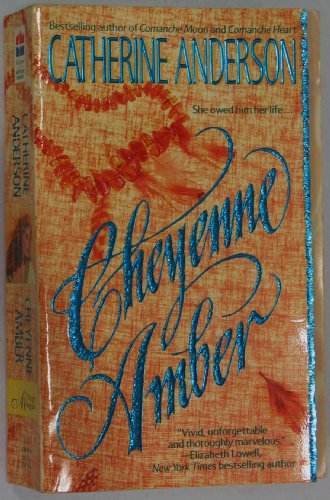 Bestselling author of Comanche Moon and Comanche Heart
CATHERINE ANDERSON
She owed him her life...
Cheyenne
Amber
"Vivid, unforgettable
and thoroughly marvelous."
—Elizabeth Lowell,
New York Times bestselling author
CATHERINE
ANDERSON
CHEYENNE
AMBER